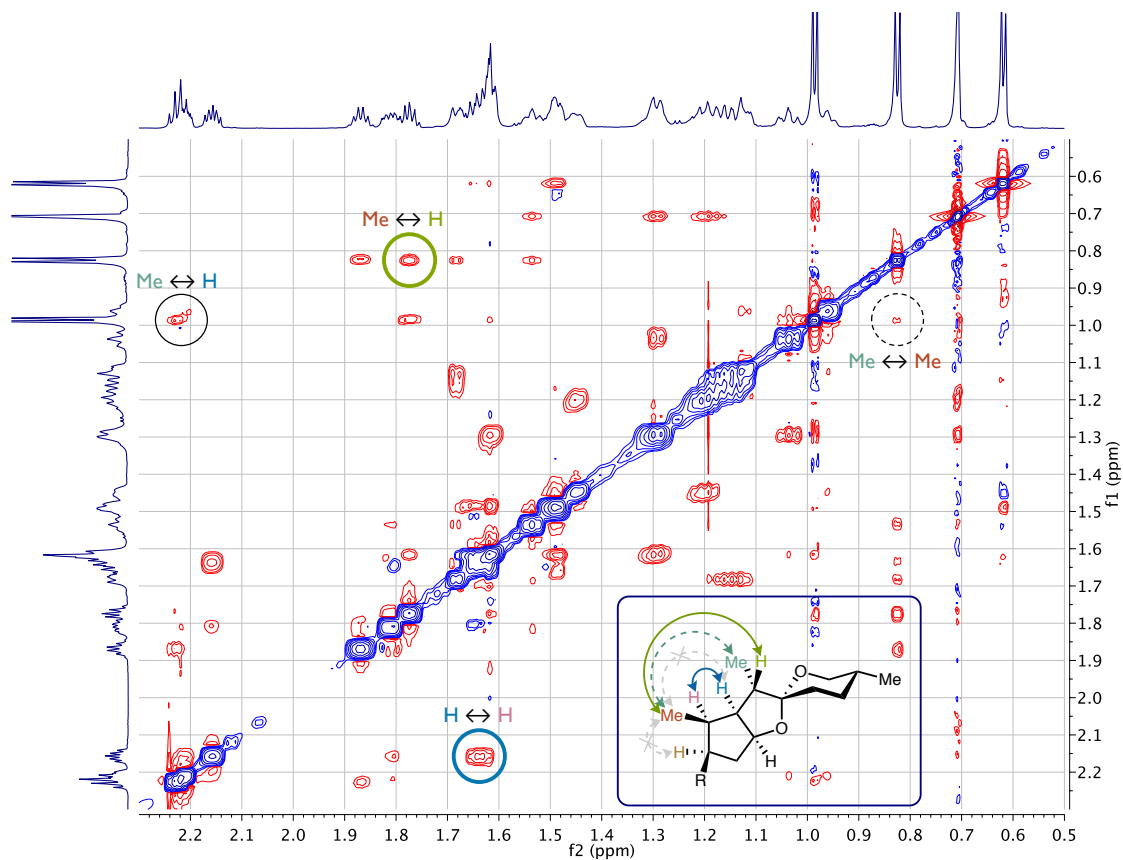 Me ↔ H
Me ↔ H
Me ↔ Me
H ↔ H
0.6
0.7
0.8
0.9
1.0
1.1
1.2
1.3
1.4
1.5
1.6
1.7
1.8
1.9
2.0
2.1
2.2
f1 (ppm)
Me H
O
H
H
Me
Me
O
H
H
R
2.2 2.1 2.0 1.9 1.8 1.7 1.6 1.5 1.4 1.3 1.2 1.1 1.0 0.9 0.8 0.7 0.6 0.5
f2 (ppm)